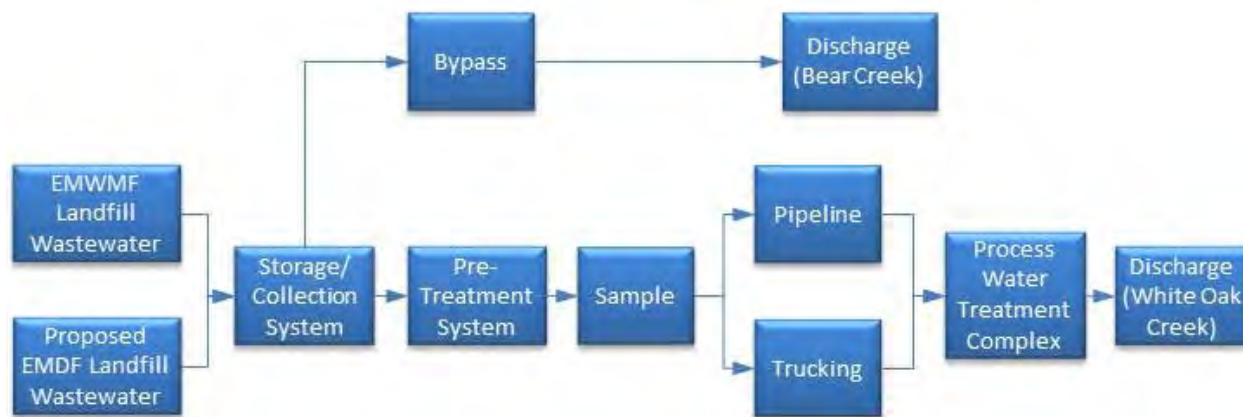 Bypass
Discharge
(Bear Creek)
EMWMF
Landfill
Wastewater
Proposed
EMDF Landfill
Wastewater
Storage/
Collection
System
Pre-
Treatment
System
Sample
Pipeline
Trucking
Process
Water
Treatment
Complex
Discharge
(White Oak
Creek)